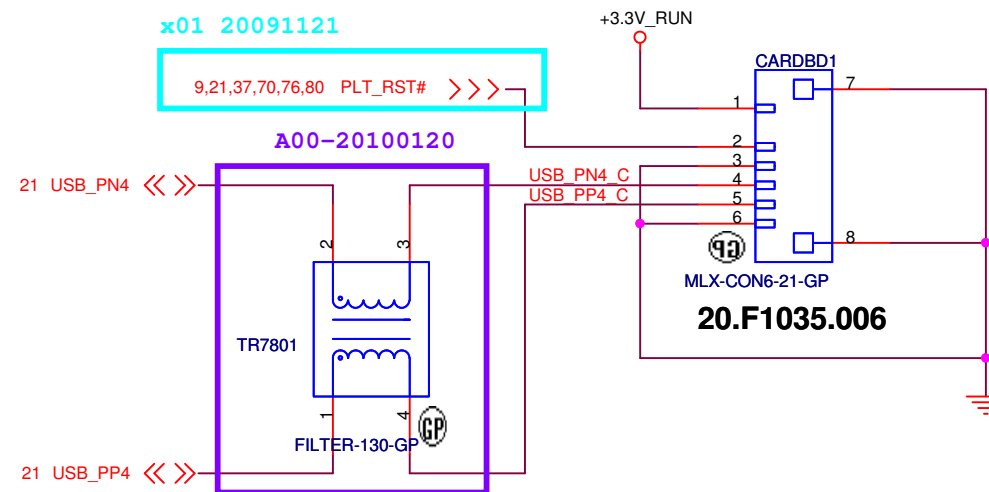 x01 20091121
+3.3V_RUN
CARDBD1
9,21,37,70,76,80 PLT_RST#
7
1
A00-20100120
2
3
21 USB_PN4
USB_PN4_C
4
USB_PP4_C
5
6
2
3
8
GP
MLX-CON6-21-GP
20.F1035.006
TR7801
1
4
GP
FILTER-130-GP
21 USB_PP4